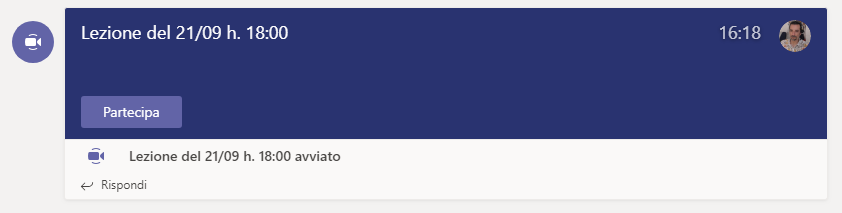 Lezione del 21/09 h. 18:00
16:18
Partecipa
Lezione del 21/09 h. 18:00 avviato
Rispondi